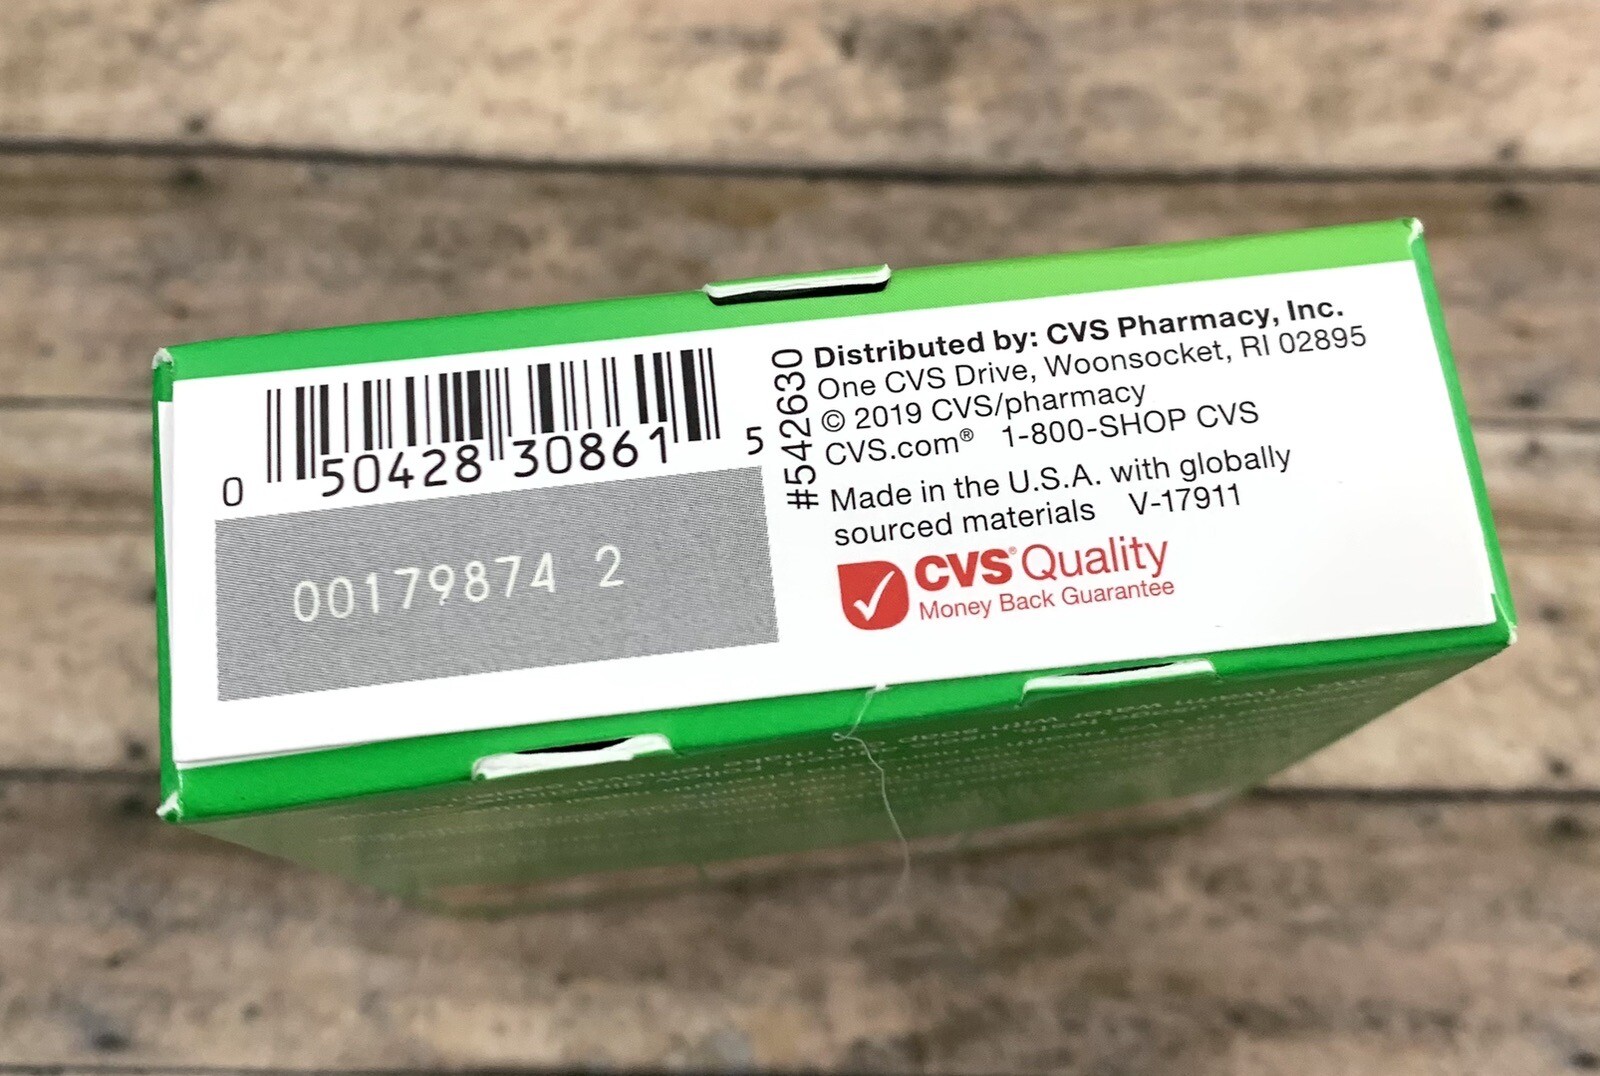 0 50428 30861 5
00179874 2
#542630
Distributed by: CVS Pharmacy, Inc.
One CVS Drive, Woonsocket, RI 02895
© 2019 CVS/pharmacy
CVS.com® 1-800-SHOP CVS
Made in the U.S.A. with globally
sourced materials V-17911
CVS® Quality
Money Back Guarantee